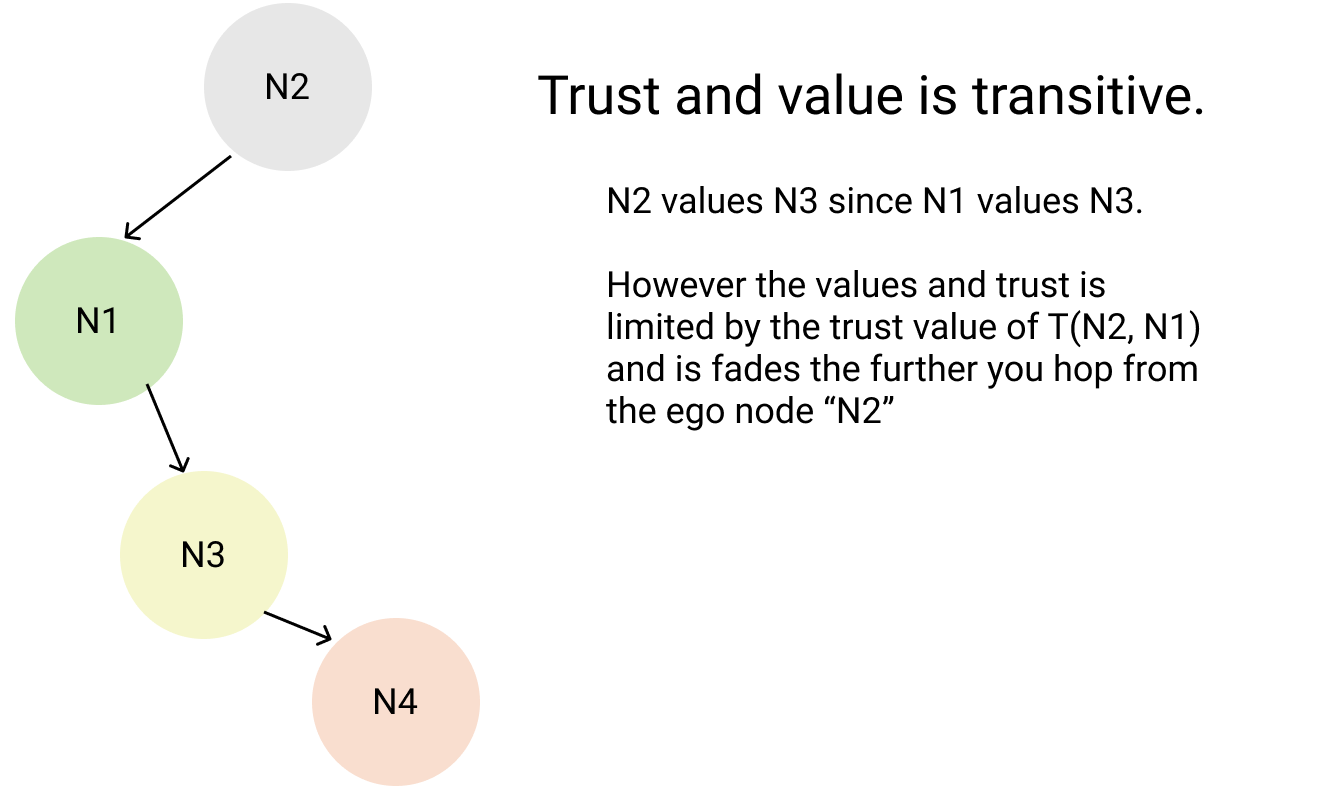 N2
Trust and value is transitive.
N2 values N3 since N1 values N3.
However the values and trust is
limited by the trust value of T(N2, N1)
and is fades the further you hop from
the ego node “N2”
N1
N3
N4